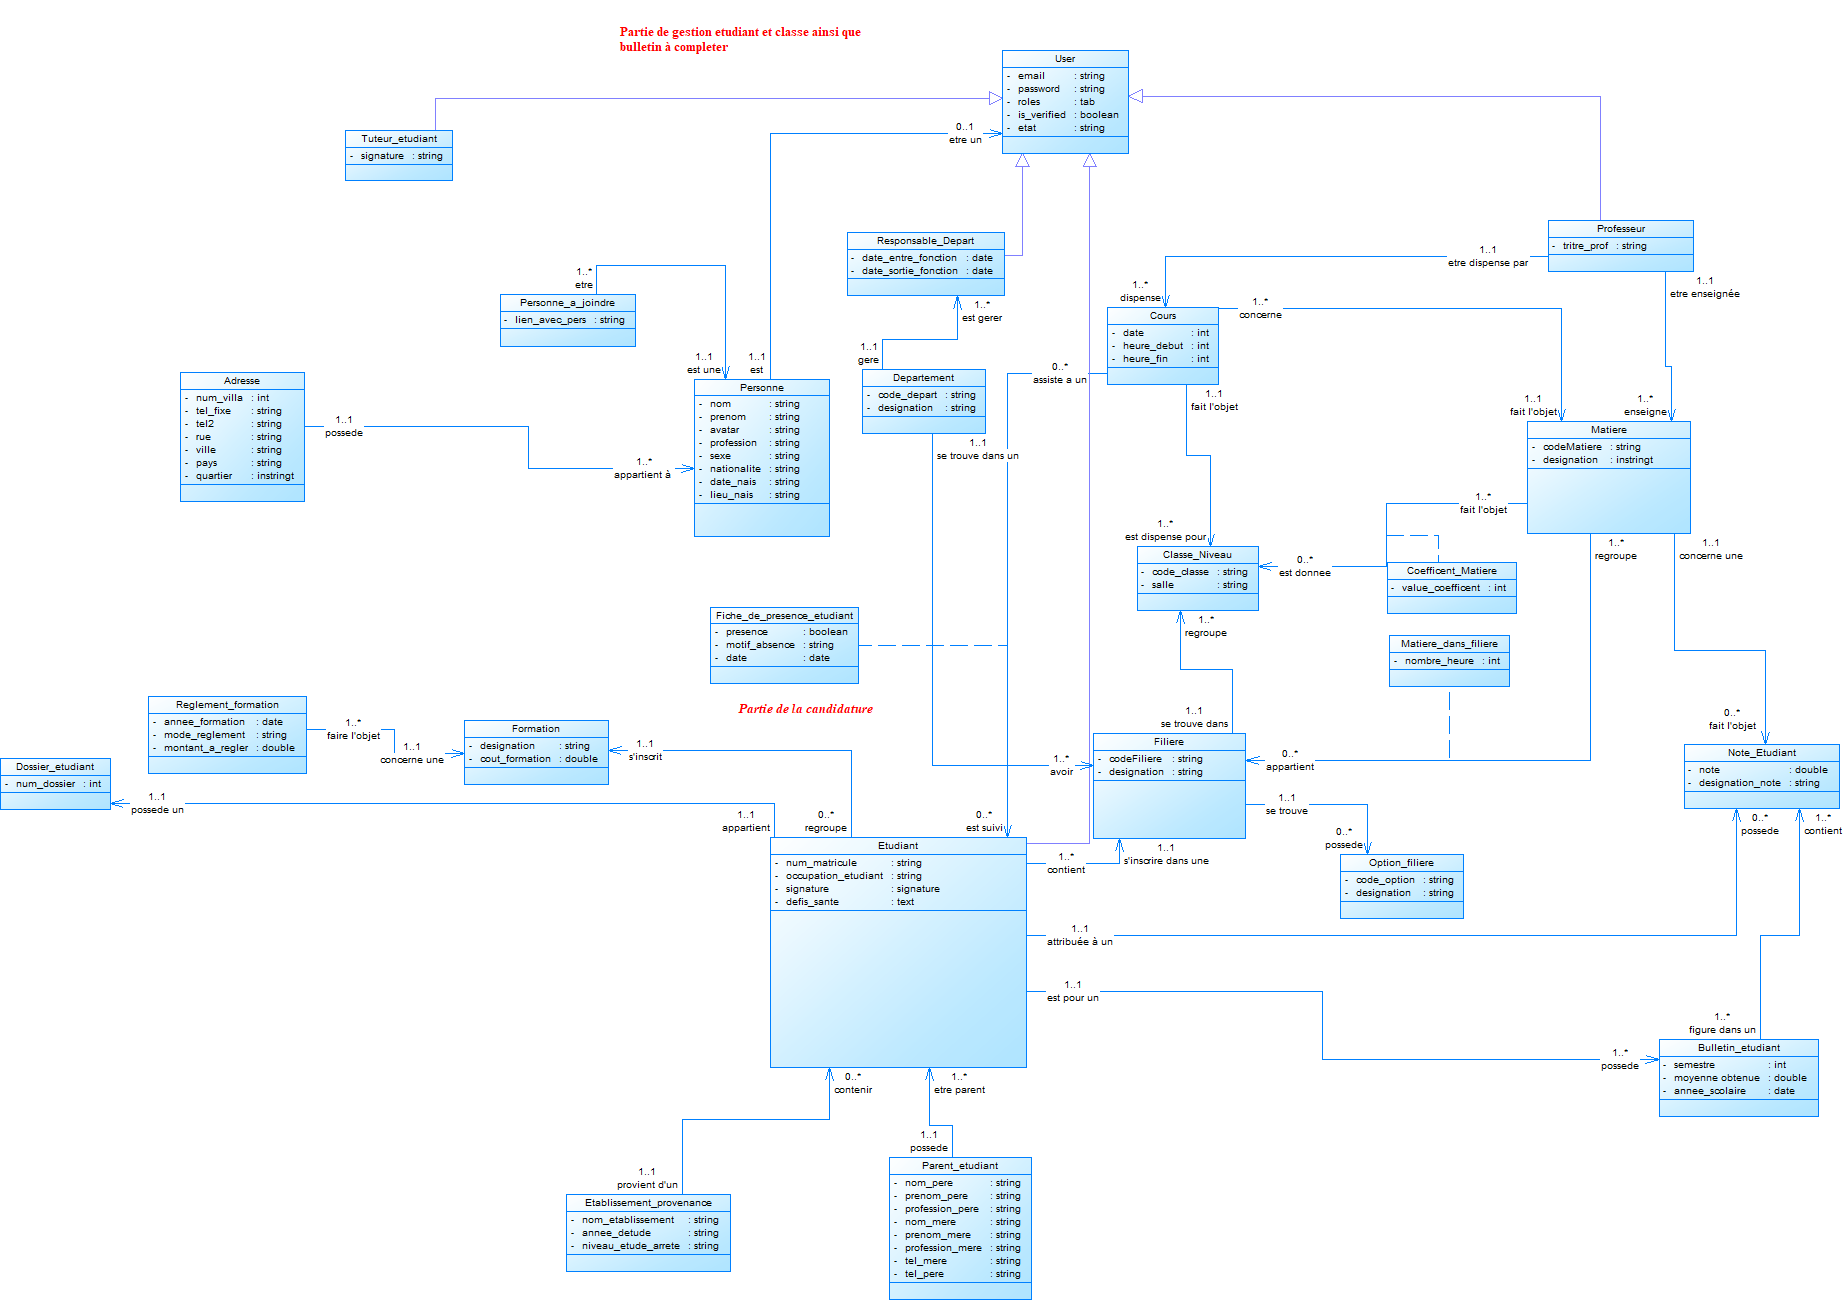 Partie de gestion etudiant et classe ainsi que
bulletin à completer
User
- email : string
- password : string
- roles : tab
- is_verified : boolean
- etat : string
Tuteur_etudiant
- signature : string
0..1
etre un
Responsable_Depart
- date_entre_fonction : date
- date_sortie_fonction : date
Professeur
- tritre_prof : string
1..1
etre dispense par
1..1
etre enseignée
1..*
etre
Personne_a_joindre
- lien_avec_pers : string
1..*
est gerer
1..*
dispense
Cours
- date : int
- heure_debut : int
- heure_fin : int
1..*
concerne
1..1
gere
1..1
est une
1..1
est
0..*
assiste a un
Adresse
- num_villa : int
- tel_fixe : string
- tel2 : string
- rue : string
- ville : string
- pays : string
- quartier : instringt
1..1
possede
1..*
appartient à
Personne
- nom : string
- prenom : string
- avatar : string
- profession : string
- sexe : string
- nationalite : string
- date_nais : string
- lieu_nais : string
Departement
- code_depart : string
- designation : string
1..1
se trouve dans un
1..1
fait l'objet
1..1
fait l'objet
1..*
enseigne
Matiere
- codeMatiere : string
- designation : instringt
1..*
fait l'objet
1..*
est dispense pour
Classe_Niveau
- code_classe : string
- salle : string
0..*
est donnee
Coefficent_Matiere
- value_coefficent : int
1..*
regroupe
1..1
concerne une
Fiche_de_presence_etudiant
- presence : boolean
- motif_absence : string
- date : date
1..*
regroupe
Matiere_dans_filiere
- nombre_heure : int
Partie de la candidature
Reglement_formation
- annee_formation : date
- mode_reglement : string
- montant_a_regler : double
1..*
faire l'objet
1..1
concerne une
Formation
- designation : string
- cout_formation : double
1..1
s'inscrit
1..1
se trouve dans
Filiere
- codeFiliere : string
- designation : string
1..*
avoir
0..*
appartient
0..*
fait l'objet
Note_Etudiant
- note : double
- designation_note : string
Dossier_etudiant
- num_dossier : int
1..1
possede un
1..1
appartient
0..*
regroupe
0..*
est suivi
1..1
se trouve
0..*
possede
0..*
possede
1..*
contient
Etudiant
- num_matricule : string
- occupation_etudiant : string
- signature : signature
- defis_sante : text
1..*
contient
1..1
s'inscrire dans une
Option_filiere
- code_option : string
- designation : string
1..1
attribuée à un
1..1
est pour un
1..*
figure dans un
1..*
possede
Bulletin_etudiant
- semestre : int
- moyenne obtenue : double
- annee_scolaire : date
0..*
contenir
1..*
etre parent
1..1
possede
1..1
provient d'un
Etablissement_provenance
- nom_etablissement : string
- annee_detude : string
- niveau_etude_arrete : string
Parent_etudiant
- nom_pere : string
- prenom_pere : string
- profession_pere : string
- nom_mere : string
- prenom_mere : string
- profession_mere : string
- tel_mere : string
- tel_pere : string